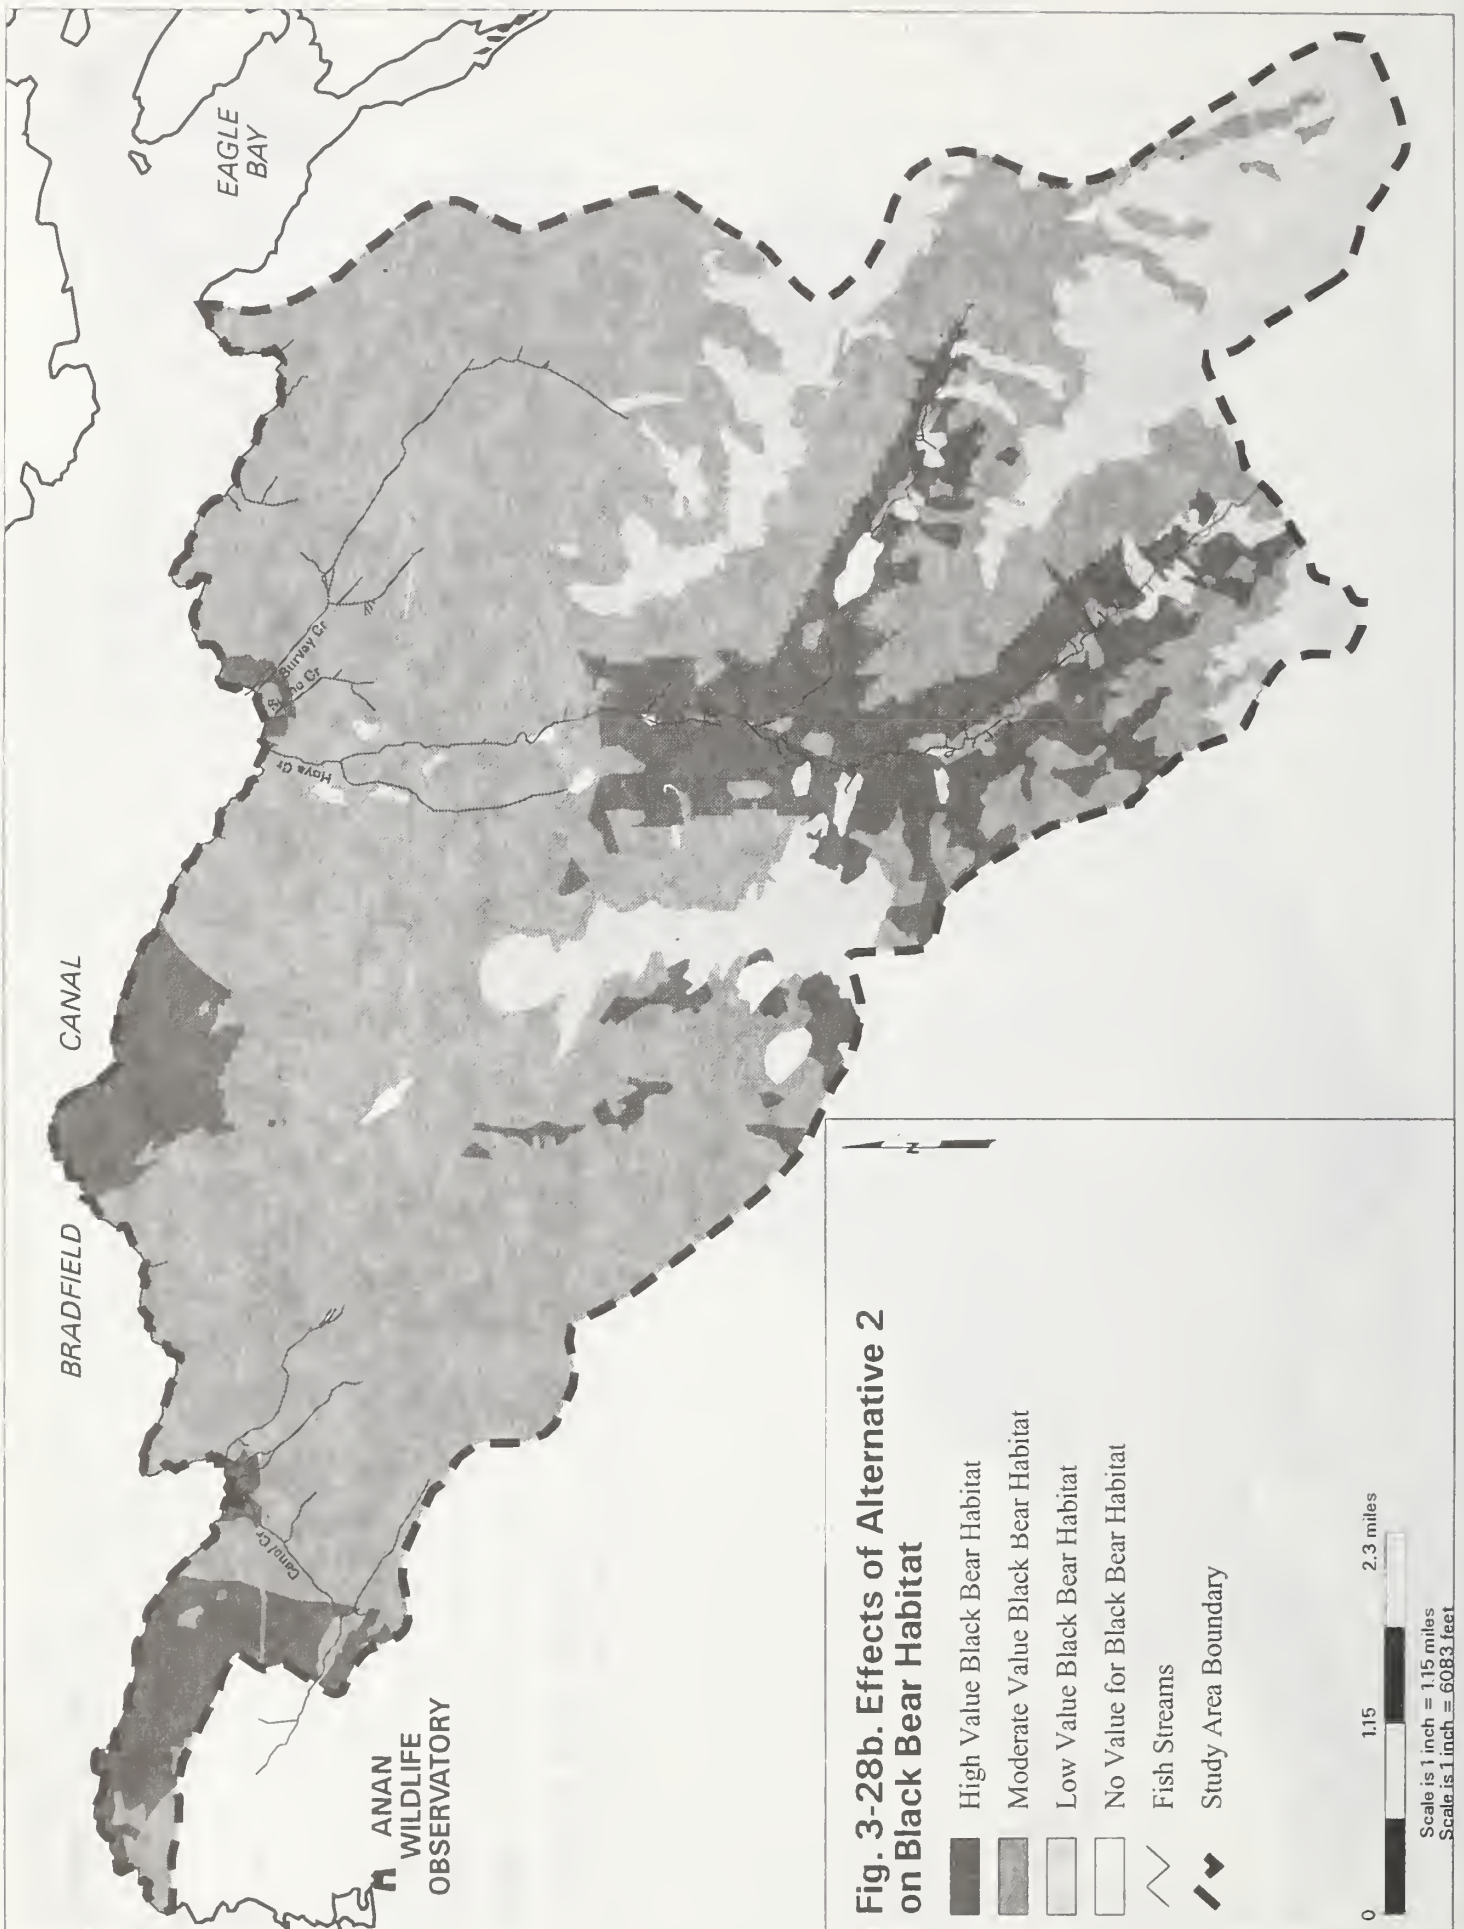 BRADFIELD
CANAL
EAGLE
BAY
Canal Cr
Hoya Cr
Survey Cr
ANAN
WILDLIFE
OBSERVATORY
N
Fig. 3-28b. Effects of Alternative 2
on Black Bear Habitat
High Value Black Bear Habitat
Moderate Value Black Bear Habitat
Low Value Black Bear Habitat
No Value for Black Bear Habitat
Fish Streams
Study Area Boundary
0
1.15
2.3 miles
Scale is 1 inch = 1.15 miles
Scale is 1 inch = 6083 feet